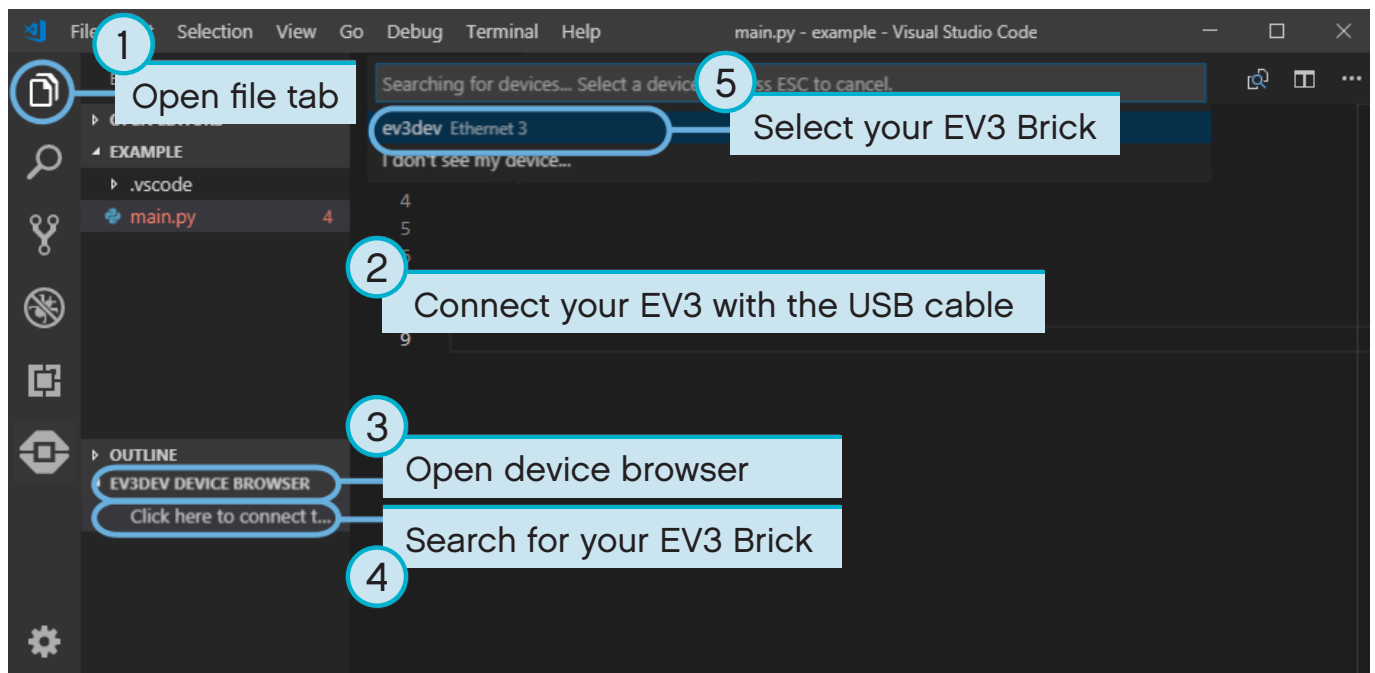 File Selection View Go Debug Terminal Help main.py - example - Visual Studio Code
1
Open file tab
Searching for devices... Select a device ESC to cancel.
5
Select your EV3 Brick
ev3dev Ethernet 3
I don't see my device...
EXAMPLE
.vscode
main.py 4
4
5
2
Connect your EV3 with the USB cable
9
3
Open device browser
OUTLINE
EV3DEV DEVICE BROWSER
Click here to connect t...
Search for your EV3 Brick
4